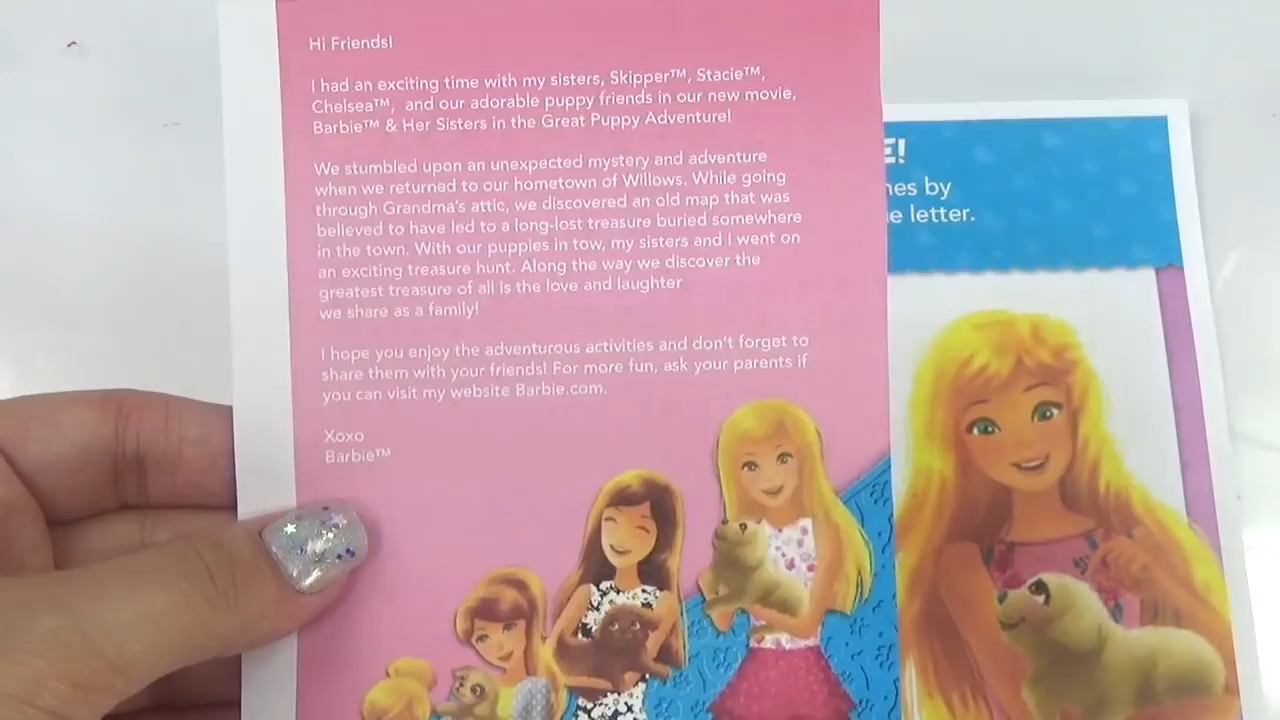 Hi Friends!
I had an exciting time with my sisters, Skipper™, Stacie™,
Chelsea™, and our adorable puppy friends in our new movie,
Barbie™ & Her Sisters in the Great Puppy Adventure!
We stumbled upon an unexpected mystery and adventure
when we returned to our hometown of Willows. While going
through Grandma's attic, we discovered an old map that was
believed to have led to a long-lost treasure buried somewhere
in the town. With our puppies in tow, my sisters and I went on
an exciting treasure hunt. Along the way we discover the
greatest treasure of all is the love and laughter
we share as a family!
I hope you enjoy the adventurous activities and don't forget to
share them with your friends! For more fun, ask your parents if
you can visit my website Barbie.com.
Xoxo
Barbie™
E!
nes by
e letter.